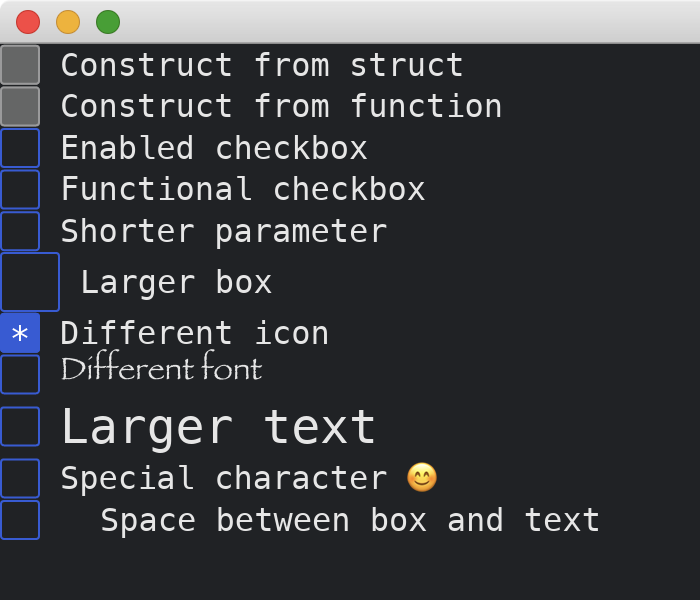 Construct from struct
Construct from function
Enabled checkbox
Functional checkbox
Shorter parameter
Larger box
* Different icon
Different font
Larger text
Special character 😊
Space between box and text